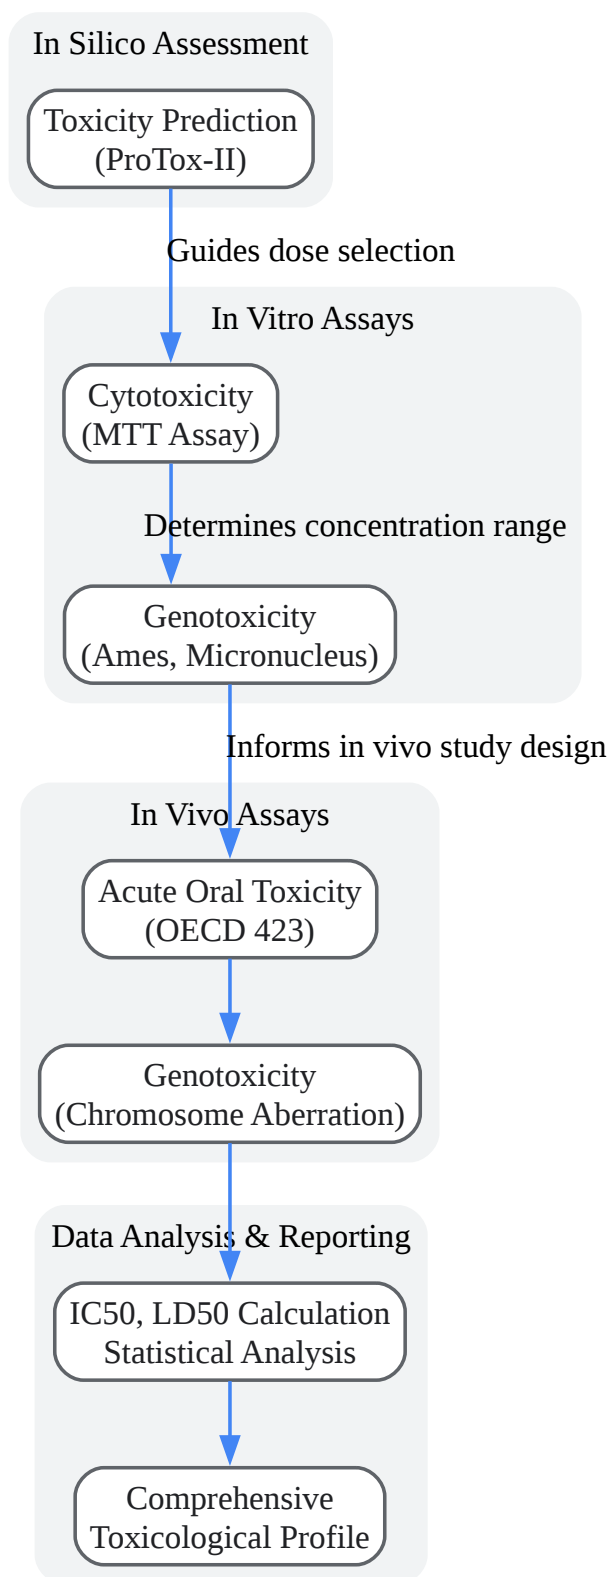 In Silico Assessment
Toxicity Prediction
(ProTox-II)
Guides dose selection
In Vitro Assays
Cytotoxicity
(MTT Assay)
Determines concentration range
Genotoxicity
(Ames, Micronucleus)
Informs in vivo study design
In Vivo Assays
Acute Oral Toxicity
(OECD 423)
Genotoxicity
(Chromosome Aberration)
Data Analysis & Reporting
IC50, LD50 Calculation
Statistical Analysis
Comprehensive
Toxicological Profile